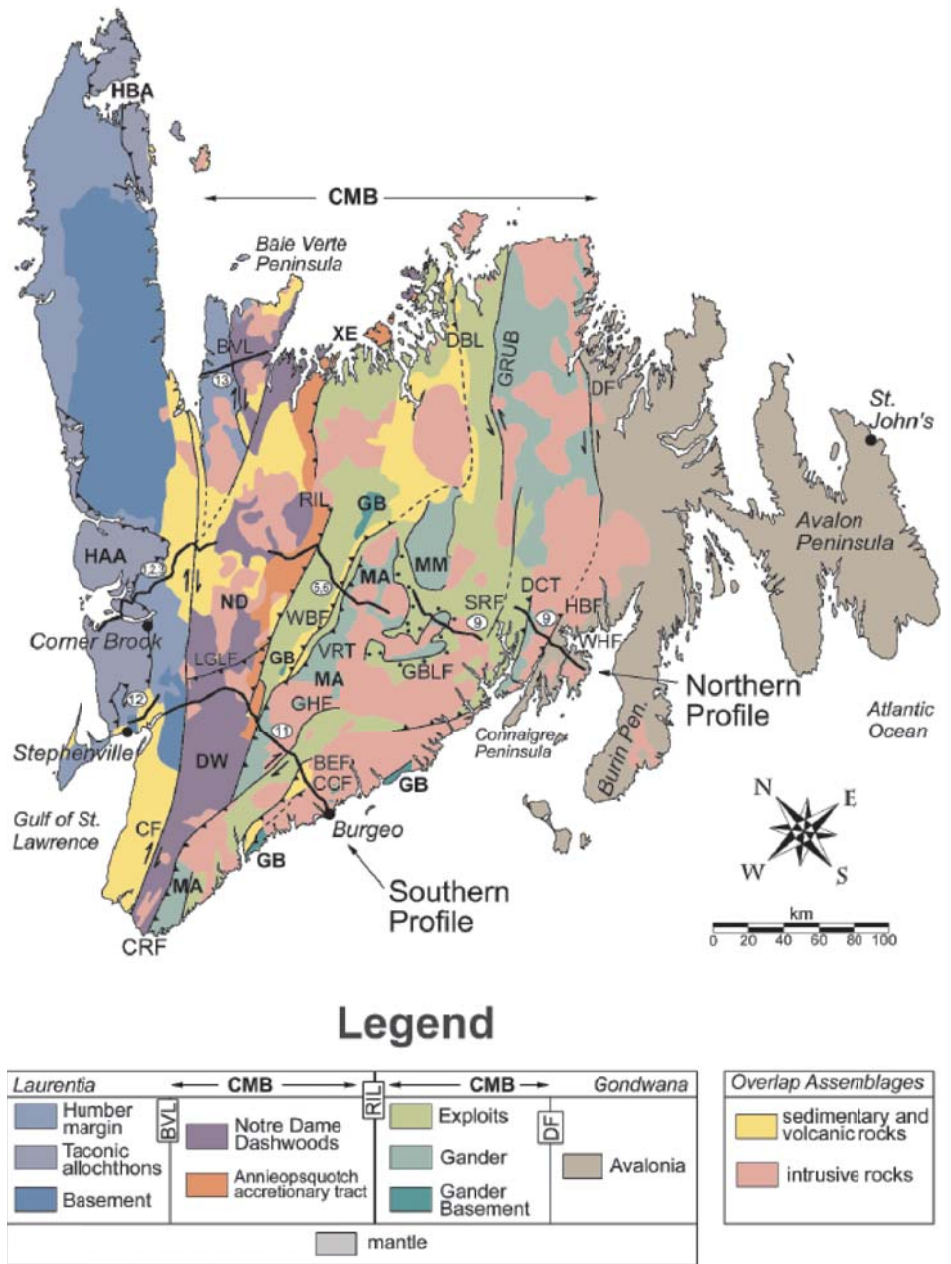 HBA
CMB
Baie Verte
Peninsula
XE
BVL
DBL
GRUB
DF
13
St.
John's
RIL
GB
Avalon
Peninsula
HAA
MM
MA
12.5
5,6
ND
DCT
SRF
HBF
WBF
9
9
WHF
Corner Brook
LGLF
GB
VRT
GBLF
MA
Northern
Profile
12
GHF
11
Connaigre
Peninsula
Burin Pen.
Atlantic
Ocean
Stephenville
DW
BEF
CCF
GB
Gulf of St.
Lawrence
CF
Burgeo
N
E
W
S
GB
MA
Southern
Profile
CRF
km
0 20 40 60 80 100
Legend
Laurentia
CMB
RIL
CMB
Gondwana
Overlap Assemblages
Humber
margin
BVL
Notre Dame
Dashwoods
Exploits
DF
sedimentary and
volcanic rocks
Taconic
allochthons
Gander
Avalonia
Annieopsquotch
accretionary tract
intrusive rocks
Basement
Gander
Basement
mantle